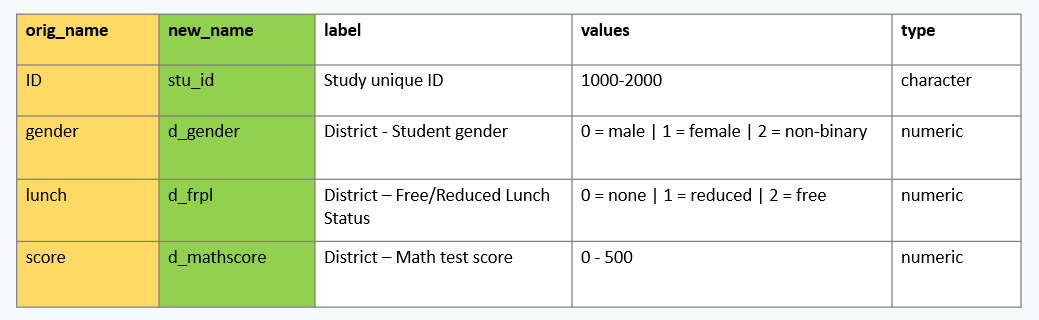 orig_name new_name label values type
ID stu_id Study unique ID 1000-2000 character
gender d_gender District - Student gender 0 = male | 1 = female | 2 = non-binary numeric
lunch d_frpl District – Free/Reduced Lunch 0 = none | 1 = reduced | 2 = free numeric
Status
score d_mathscore District – Math test score 0 - 500 numeric